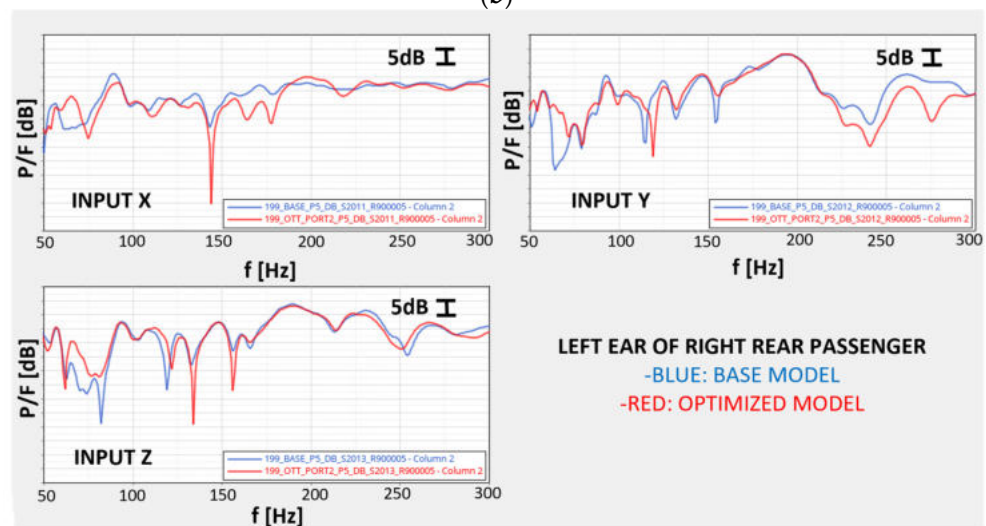 (b)
5dB
P/F [dB]
INPUT X
199_BASE_P5_DB_S2011_R900005 - Column 2
199_OTT_PORT2_P5_DB_S2011_R900005 - Column 2
50 100 150 200 250 300
f [Hz]
5dB
P/F [dB]
INPUT Y
199_BASE_P5_DB_S2012_R900005 - Column 2
199_OTT_PORT2_P5_DB_S2012_R900005 - Column 2
50 100 150 200 250 300
f [Hz]
5dB
P/F [dB]
INPUT Z
199_BASE_P5_DB_S2013_R900005 - Column 2
199_OTT_PORT2_P5_DB_S2013_R900005 - Column 2
50 100 150 200 250 300
f [Hz]
LEFT EAR OF RIGHT REAR PASSENGER
-BLUE: BASE MODEL
-RED: OPTIMIZED MODEL